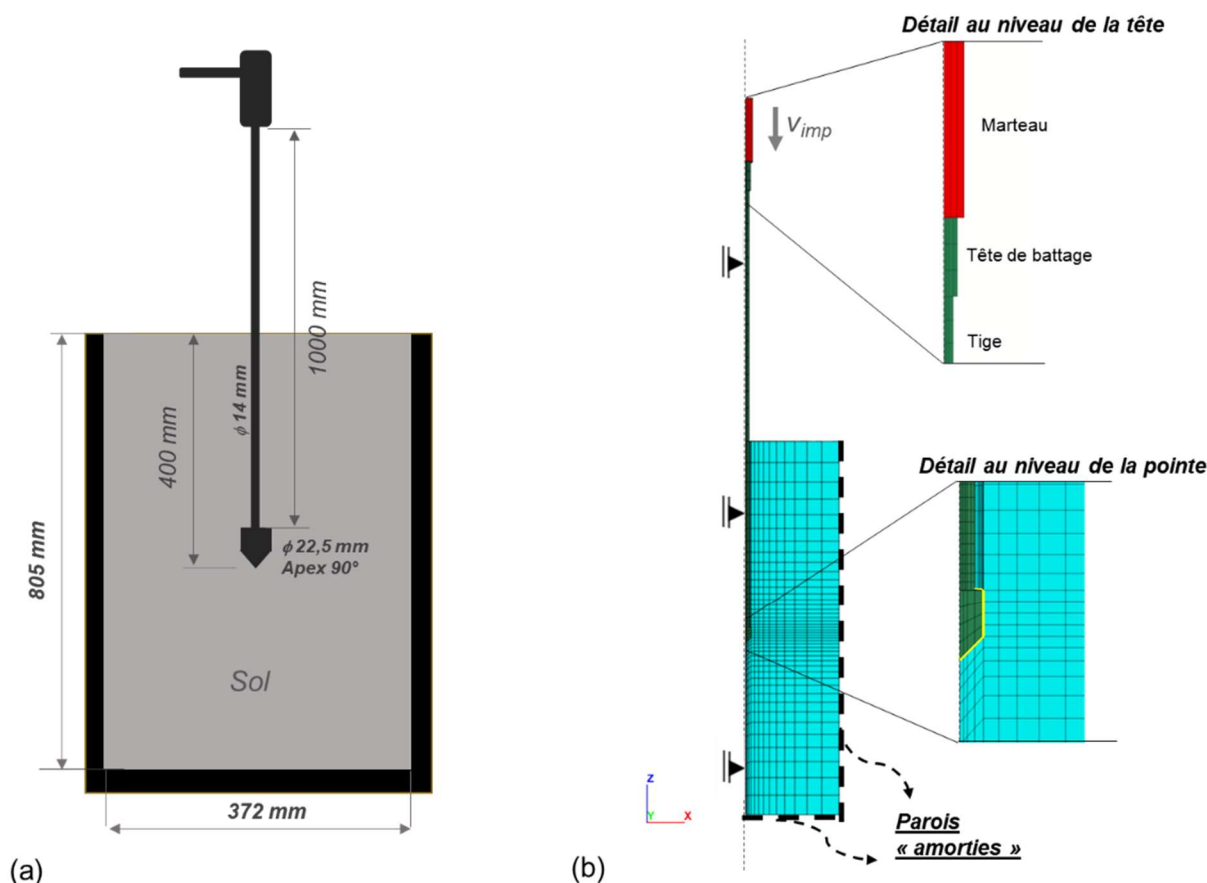 1000 mm
400 mm
ϕ 14 mm
ϕ 22,5 mm
Apex 90°
805 mm
Sol
372 mm
(a)
Détail au niveau de la tête
Vimp
Marteau
Tête de battage
Tige
Détail au niveau de la pointe
Z
Y
X
Parois
« amorties »
(b)